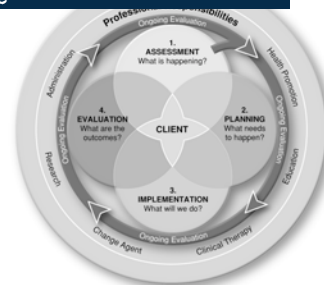 Ongoing Evaluation
1.
ASSESSMENT
What is happening?
Administration
Health Promotion
4.
EVALUATION
What are the
outcomes?
CLIENT
2.
PLANNING
What needs
to happen?
Ongoing Evaluation
Ongoing Evaluation
Research
Education
3.
IMPLEMENTATION
What will we do?
Ongoing Evaluation
Change Agent
Clinical Therapy